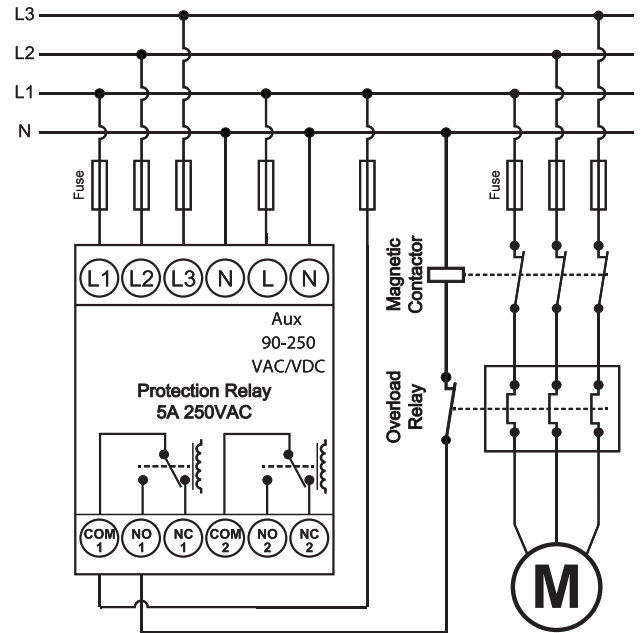 L3
L2
L1
N
Fuse
Fuse
L1 L2 L3 N L N
Aux
90-250
VAC/VDC
Protection Relay
5A 250VAC
COM 1
NO 1
NC 1
COM 2
NO 2
NC 2
Magnetic
Contactor
Overload
Relay
M